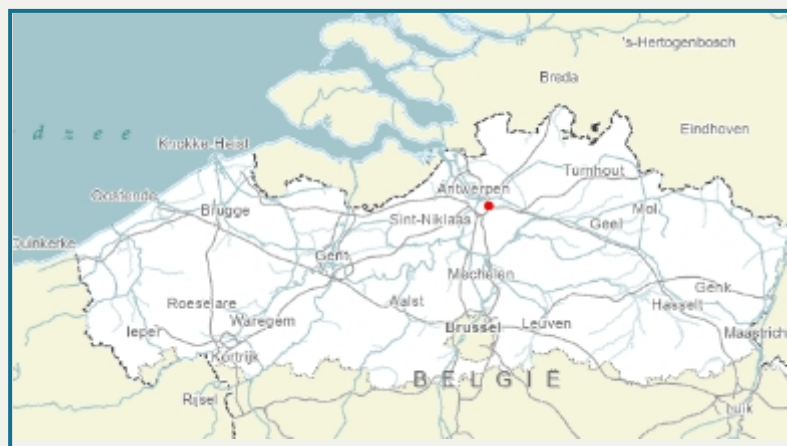 's-Hertogenbosch
Breda
d z e e
Eindhoven
Knokke-Heist
Turnhout
Antwerpen
Oostende
Brugge
Mol
Sint-Niklaas
Geel
Duinkerke
Gent
Mechelen
Genk
Roeselare
Aalst
Hasselt
Waregem
Brussel
Leuven
Ieper
Maastrich
Kortrijk
BELGIË
Rijsel
Luik